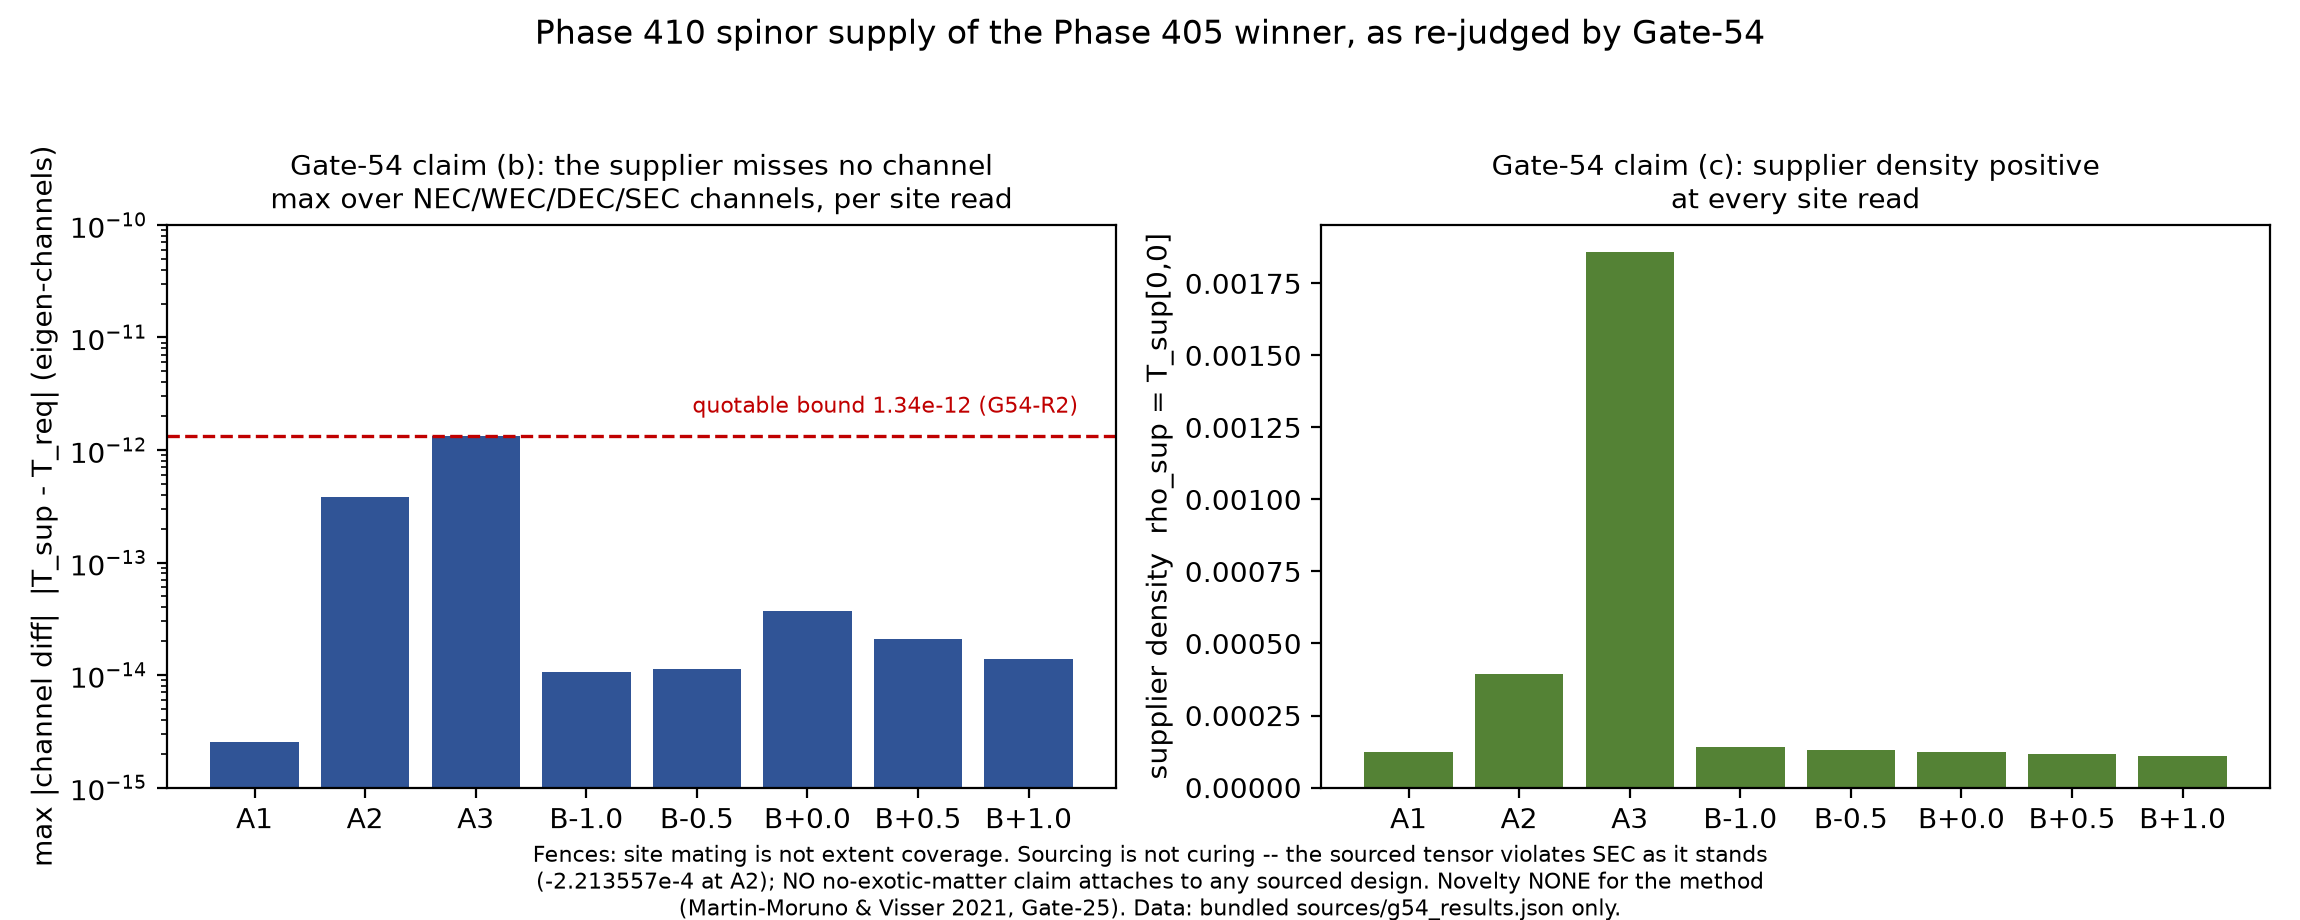 Phase 410 spinor supply of the Phase 405 winner, as re-judged by Gate-54
Gate-54 claim (b): the supplier misses no channel
max over NEC/WEC/DEC/SEC channels, per site read
max |channel diff|  |T_sup - T_req| (eigen-channels)
10⁻¹⁰
10⁻¹¹
10⁻¹²
10⁻¹³
10⁻¹⁴
10⁻¹⁵
quotable bound 1.34e-12 (G54-R2)
A1 A2 A3 B-1.0 B-0.5 B+0.0 B+0.5 B+1.0
Gate-54 claim (c): supplier density positive
at every site read
supplier density  rho_sup = T_sup[0,0]
0.00175
0.00150
0.00125
0.00100
0.00075
0.00050
0.00025
0.00000
A1 A2 A3 B-1.0 B-0.5 B+0.0 B+0.5 B+1.0
Fences: site mating is not extent coverage. Sourcing is not curing -- the sourced tensor violates SEC as it stands
(-2.213557e-4 at A2); NO no-exotic-matter claim attaches to any sourced design. Novelty NONE for the method
(Martin-Moruno & Visser 2021, Gate-25). Data: bundled sources/g54_results.json only.